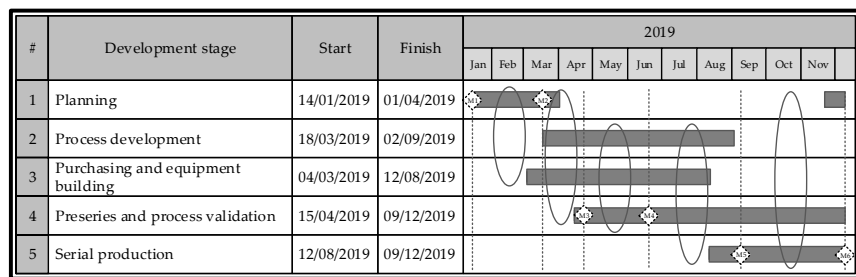 2019
# Development stage Start Finish
Jan Feb Mar Apr May Jun Jul Aug Sep Oct Nov
1 Planning 14/01/2019 01/04/2019 M1 M2
2 Process development 18/03/2019 02/09/2019
3 Purchasing and equipment
building 04/03/2019 12/08/2019
4 Preseries and process validation 15/04/2019 09/12/2019 M3 M4
5 Serial production 12/08/2019 09/12/2019 M5 M6